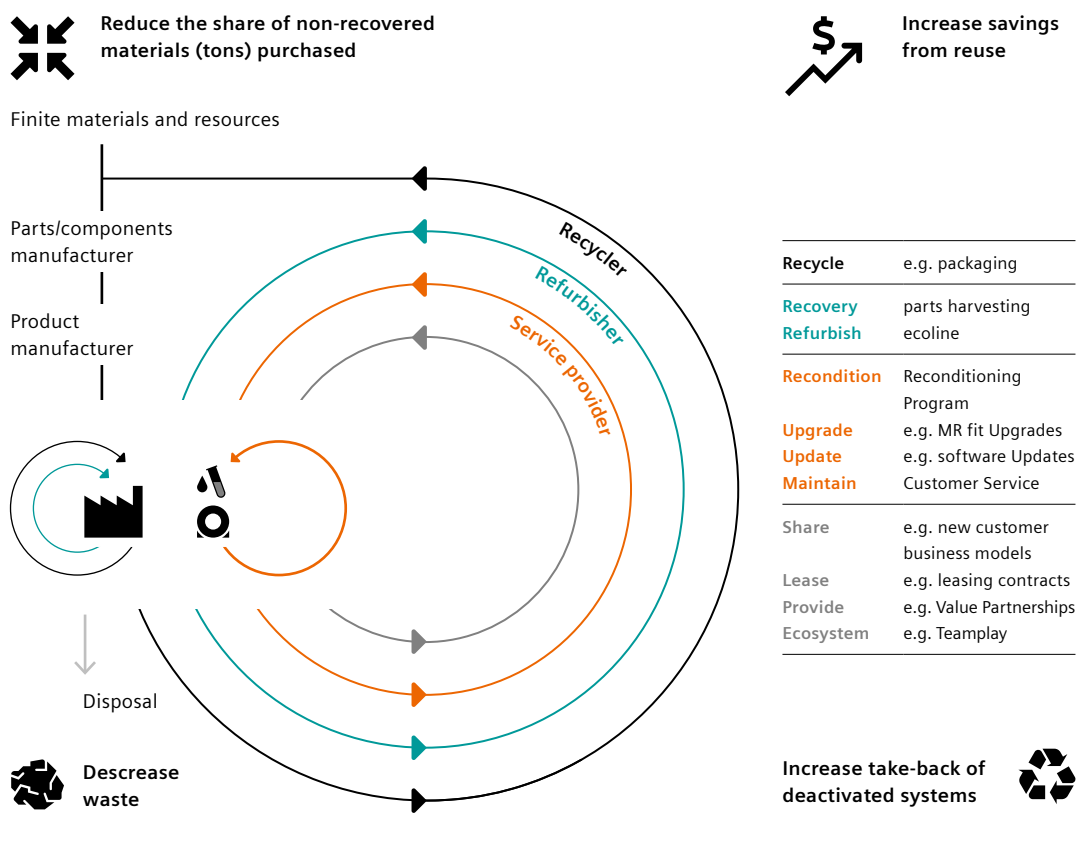 Reduce the share of non-recovered
materials (tons) purchased
$
Increase savings
from reuse
Finite materials and resources
Parts/components
manufacturer
Product
manufacturer
Recycler
Refurbisher
Service provider
Recycle e.g. packaging
Recovery parts harvesting
Refurbish ecoline
Recondition Reconditioning
Program
Upgrade e.g. MR fit Upgrades
Update e.g. software Updates
Maintain Customer Service
Share e.g. new customer
business models
Lease e.g. leasing contracts
Provide e.g. Value Partnerships
Ecosystem e.g. Teamplay
Disposal
Descrease
waste
Increase take-back of
deactivated systems